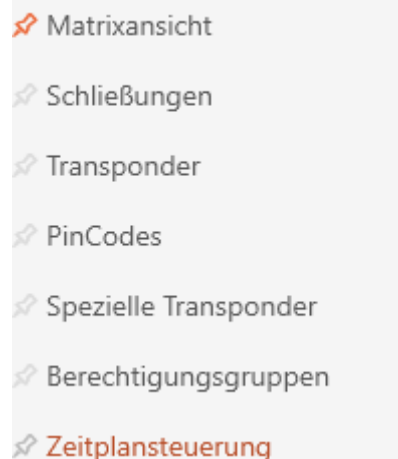 Matrixansicht
Schließungen
Transponder
PinCodes
Spezielle Transponder
Berechtigungsgruppen
Zeitplansteuerung